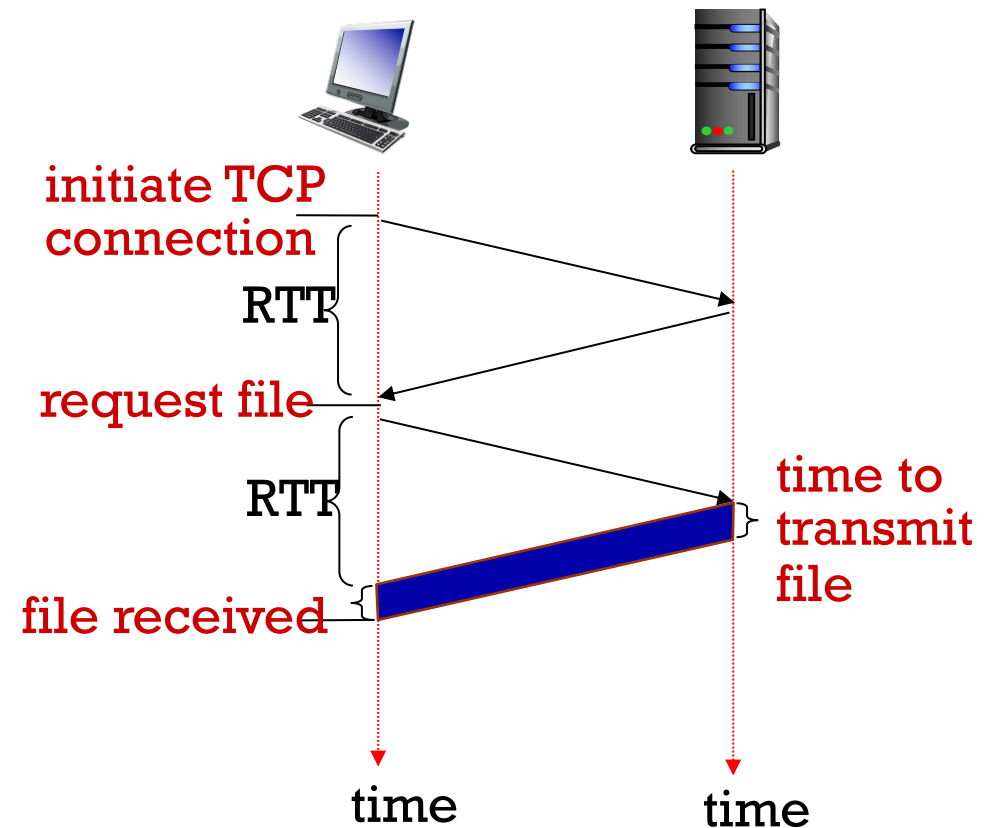 initiate TCP
connection
RTT
request file
RTT
time to
transmit
file
file received
time
time